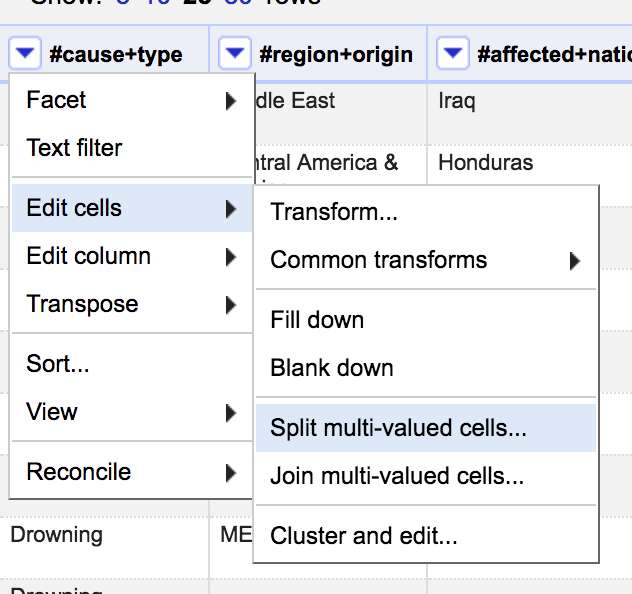 Show: 5 10 25 50 rows
#cause+type #region+origin #affected+natio
Facet
dle East
Iraq
Text filter
ntral America &
Honduras
Edit cells
Transform...
Edit column
Common transforms
Transpose
Fill down
Sort...
Blank down
View
Split multi-valued cells...
Reconcile
Join multi-valued cells...
Drowning
ME
Cluster and edit...
Drowning